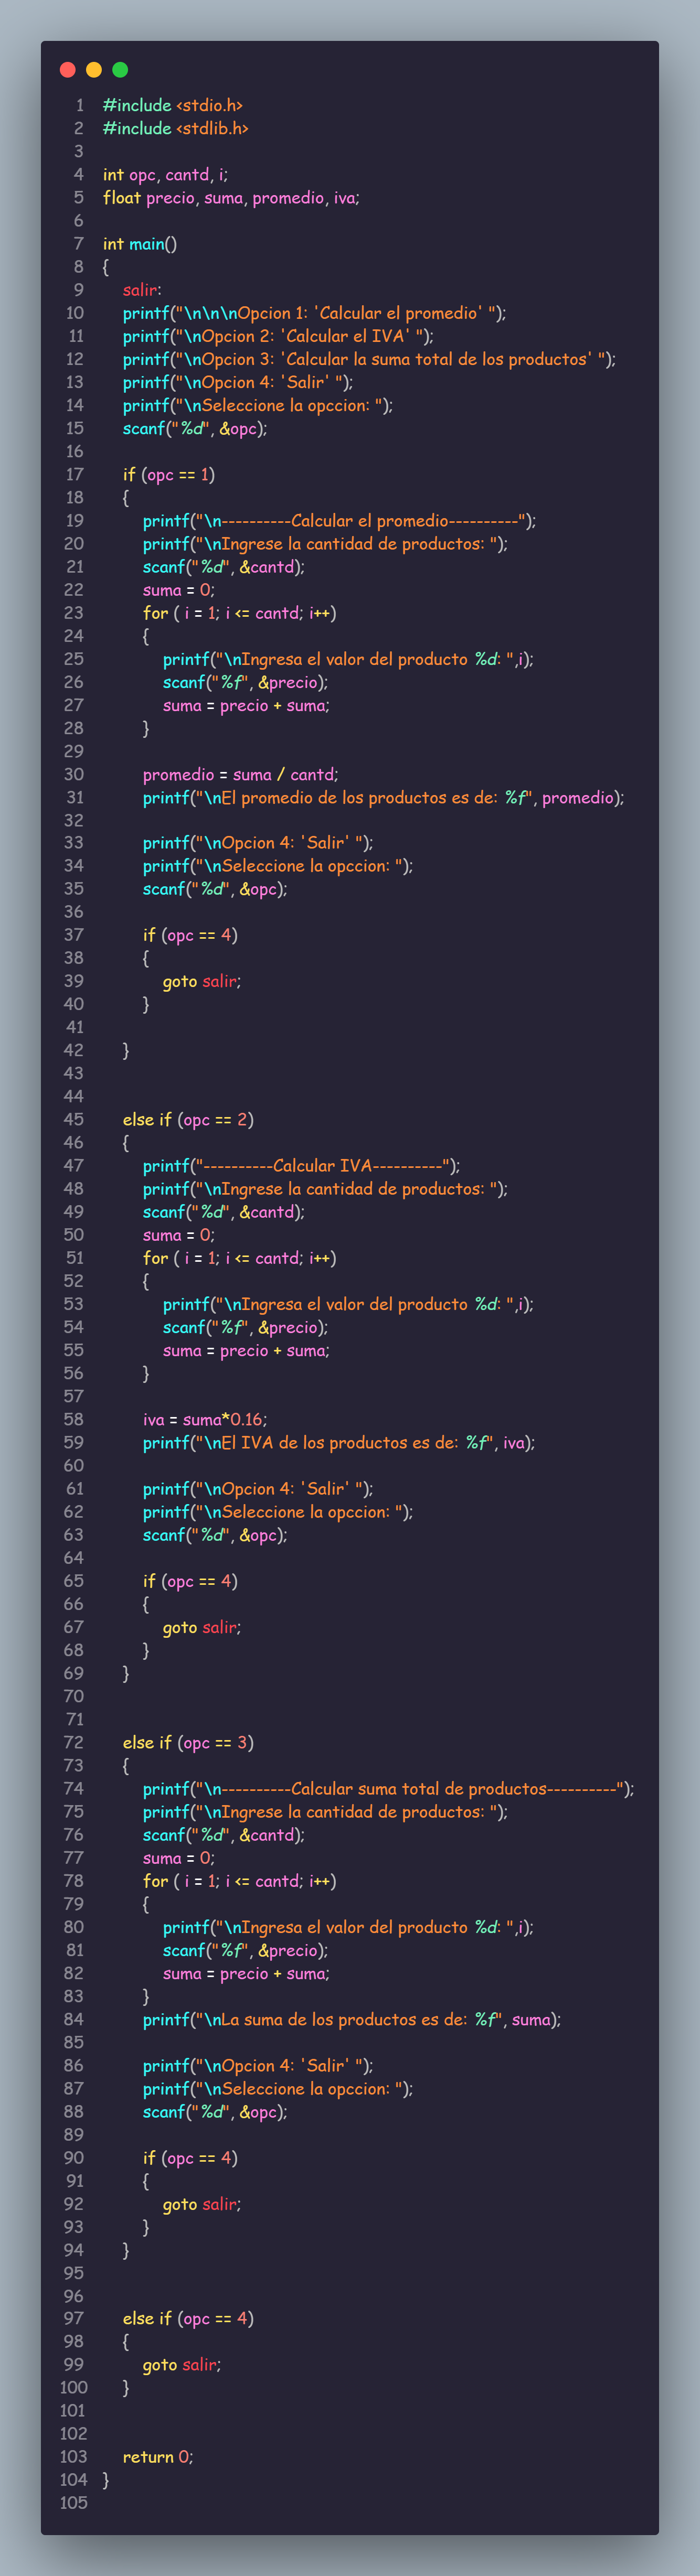 1 #include <stdio.h>
2 #include <stdlib.h>
3
4 int opc, cantd, i;
5 float precio, suma, promedio, iva;
6
7 int main()
8 {
9     salir:
10     printf("\n\n\nOpcion 1: 'Calcular el promedio' ");
11     printf("\nOpcion 2: 'Calcular el IVA' ");
12     printf("\nOpcion 3: 'Calcular la suma total de los productos' ");
13     printf("\nOpcion 4: 'Salir' ");
14     printf("\nSeleccione la opccion: ");
15     scanf("%d", &opc);
16
17     if (opc == 1)
18     {
19         printf("\n----------Calcular el promedio----------");
20         printf("\nIngrese la cantidad de productos: ");
21         scanf("%d", &cantd);
22         suma = 0;
23         for ( i = 1; i <= cantd; i++)
24         {
25             printf("\nIngresa el valor del producto %d: ",i);
26             scanf("%f", &precio);
27             suma = precio + suma;
28         }
29
30         promedio = suma / cantd;
31         printf("\nEl promedio de los productos es de: %f", promedio);
32
33         printf("\nOpcion 4: 'Salir' ");
34         printf("\nSeleccione la opccion: ");
35         scanf("%d", &opc);
36
37         if (opc == 4)
38         {
39             goto salir;
40         }
41
42     }
43
44
45     else if (opc == 2)
46     {
47         printf("----------Calcular IVA----------");
48         printf("\nIngrese la cantidad de productos: ");
49         scanf("%d", &cantd);
50         suma = 0;
51         for ( i = 1; i <= cantd; i++)
52         {
53             printf("\nIngresa el valor del producto %d: ",i);
54             scanf("%f", &precio);
55             suma = precio + suma;
56         }
57
58         iva = suma*0.16;
59         printf("\nEl IVA de los productos es de: %f", iva);
60
61         printf("\nOpcion 4: 'Salir' ");
62         printf("\nSeleccione la opccion: ");
63         scanf("%d", &opc);
64
65         if (opc == 4)
66         {
67             goto salir;
68         }
69     }
70
71
72     else if (opc == 3)
73     {
74         printf("\n----------Calcular suma total de productos----------");
75         printf("\nIngrese la cantidad de productos: ");
76         scanf("%d", &cantd);
77         suma = 0;
78         for ( i = 1; i <= cantd; i++)
79         {
80             printf("\nIngresa el valor del producto %d: ",i);
81             scanf("%f", &precio);
82             suma = precio + suma;
83         }
84         printf("\nLa suma de los productos es de: %f", suma);
85
86         printf("\nOpcion 4: 'Salir' ");
87         printf("\nSeleccione la opccion: ");
88         scanf("%d", &opc);
89
90         if (opc == 4)
91         {
92             goto salir;
93         }
94     }
95
96
97     else if (opc == 4)
98     {
99         goto salir;
100     }
101
102
103     return 0;
104 }
105